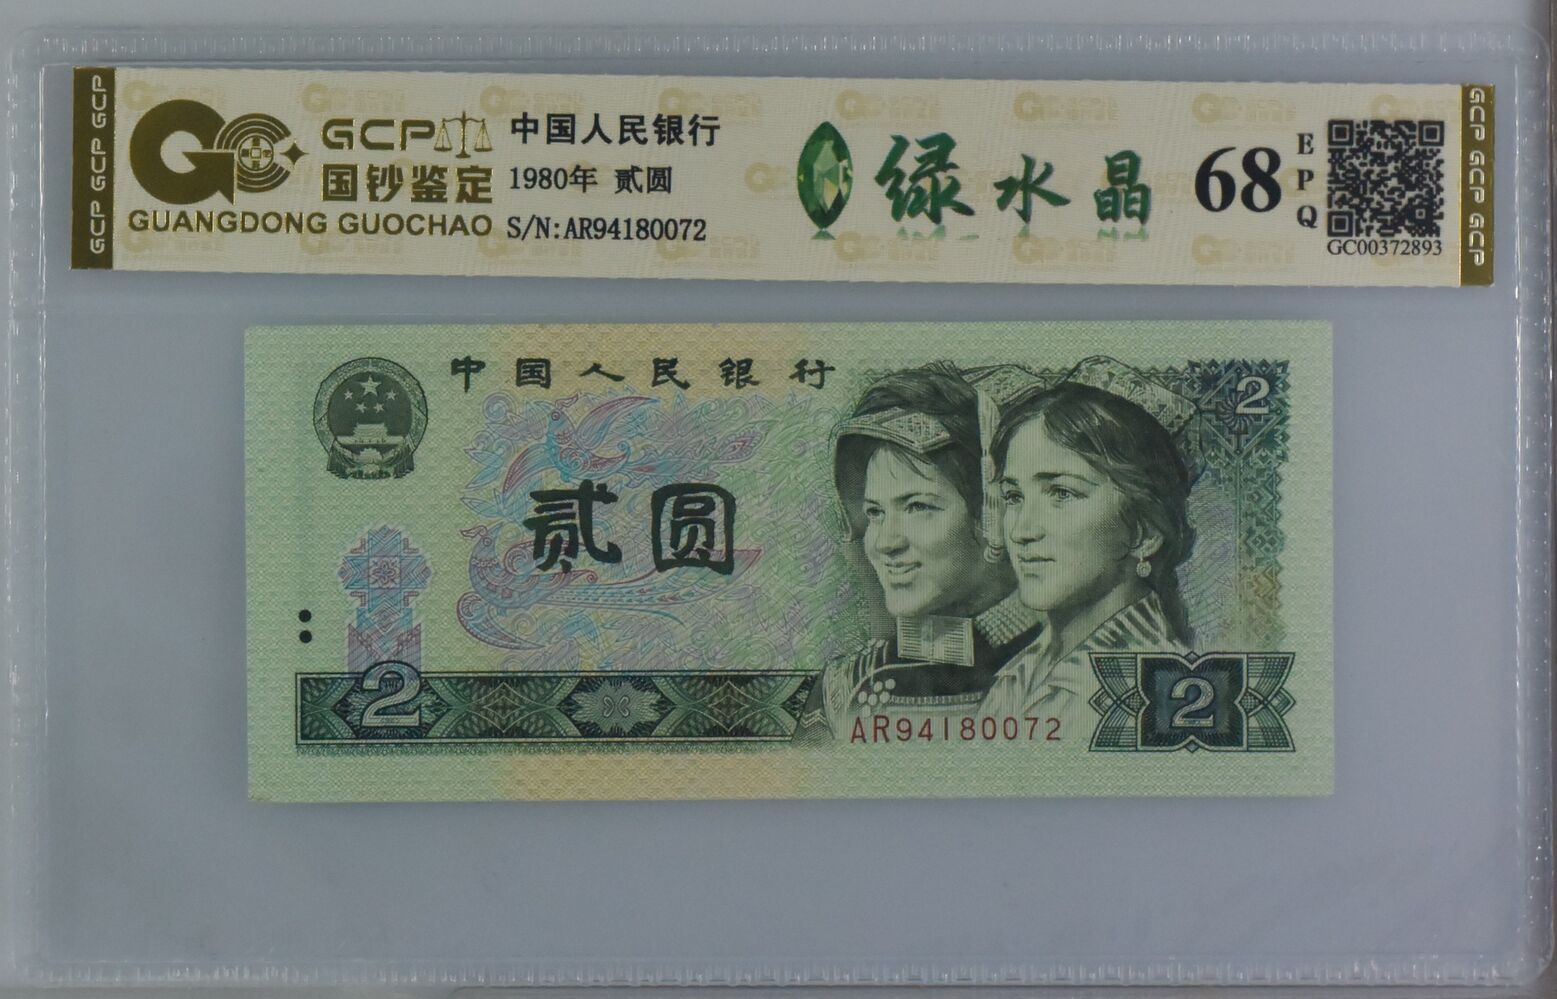 GCP GCP GCP
GCP
国钞鉴定
GUANGDONG GUOCHAO
中国人民银行
1980年 贰圆
S/N:AR94180072
绿水晶
68
EPQ
GC00372893
GCP GCP GCP
中国人民银行
2
贰圆
2
AR94180072
2